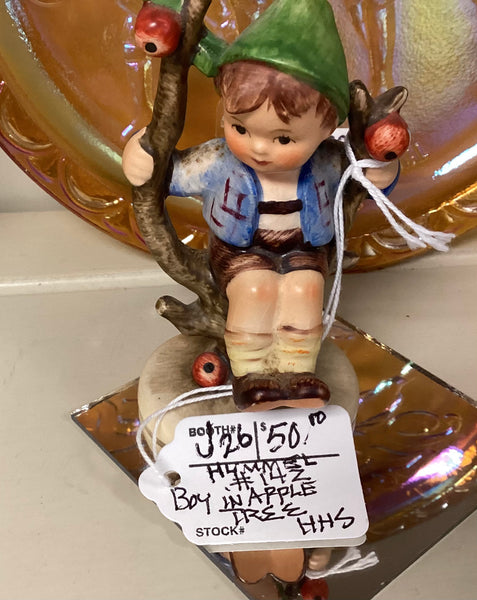 BOOTH# J26 $50.00
HUMMEL
#142
BOY IN APPLE
TREE HHS
STOCK#